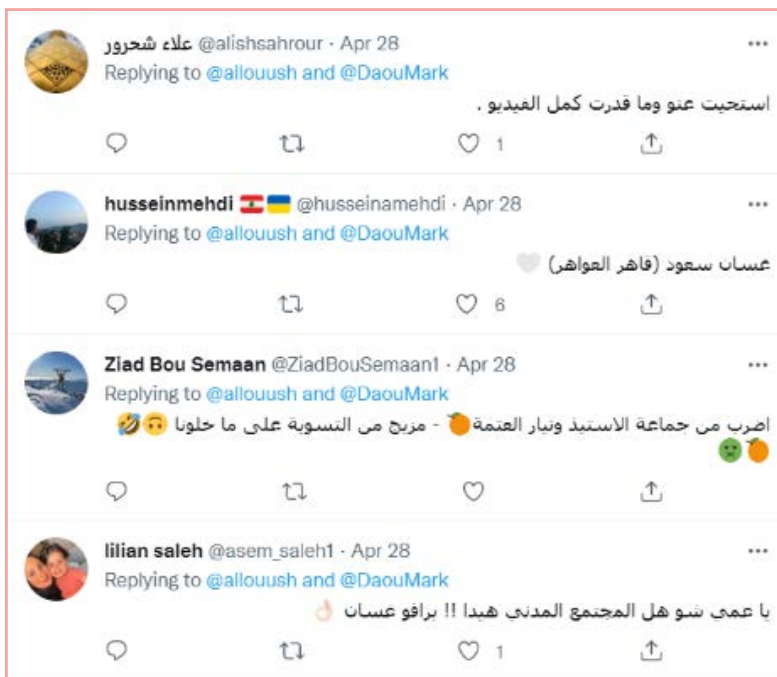 علاء شحرور @alishsahrour · Apr 28
Replying to @allouush and @DaouMark
استحيت عنو وما قدرت كمل الفيديو .
1
husseinmehdi 🇱🇧🇺🇦 @husseinamehdi · Apr 28
Replying to @allouush and @DaouMark
غسان سعود (قاهر العواهر) 🤍
6
Ziad Bou Semaan @ZiadBouSemaan1 · Apr 28
Replying to @allouush and @DaouMark
اضرب من جماعة الاستيذ وتيار العتمة🍊 - مزيج من التسوية على ما خلونا 🙃🤣
🍊🤢
lilian saleh @asem_saleh1 · Apr 28
Replying to @allouush and @DaouMark
يا عمي شو هل المجتمع المدني هيدا !! برافو غسان 👌🏻
1